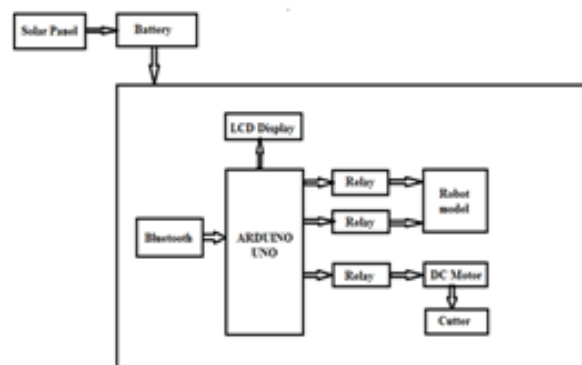 Solar Panel
Battery
LCD Display
Relay
Robot
model
Relay
Bluetooth
ARDUINO
UNO
Relay
DC Motor
Cutter